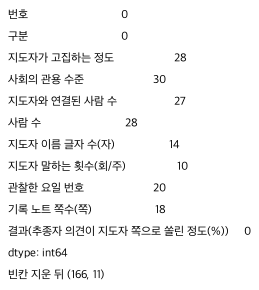 번호 0
구분 0
지도자가 고집하는 정도 28
사회의 관용 수준 30
지도자와 연결된 사람 수 27
사람 수 28
지도자 이름 글자 수(자) 14
지도자 말하는 횟수(회/주) 10
관찰한 요일 번호 20
기록 노트 쪽수(쪽) 18
결과(추종자 의견이 지도자 쪽으로 쏠린 정도(%)) 0
dtype: int64
빈칸 지운 뒤 (166, 11)